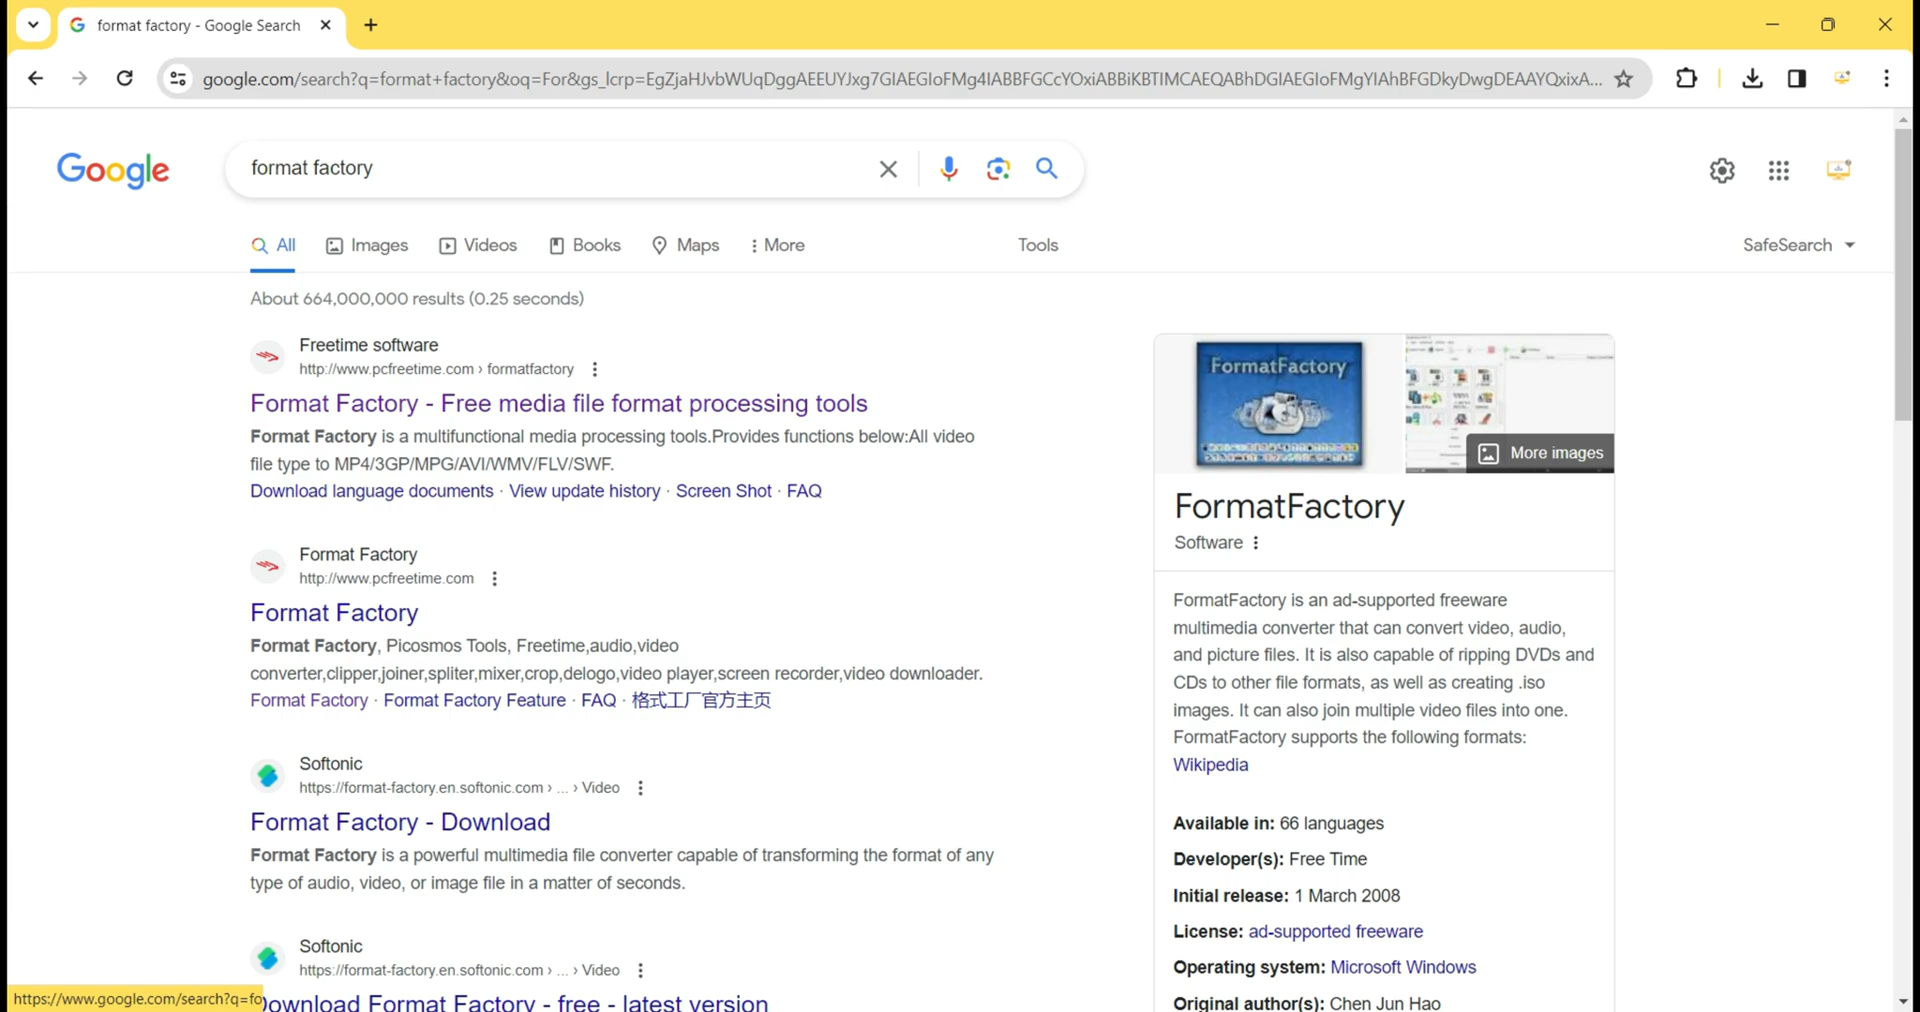 format factory - Google Search
google.com/search?q=format+factory&oq=For&gs_lcrp=EgZjaHJvbWUqDggAEEUYJxg7GIAEGIoFMg4IABBFGCcYOxiABBiKBTIMCAEQABhDGIAEGIoFMgYIAhBFGDkyDwgDEAAYQxixA...
Google
format factory
All
Images
Videos
Books
Maps
More
Tools
SafeSearch
About 664,000,000 results (0.25 seconds)
Freetime software
http://www.pcfreetime.com › formatfactory
Format Factory - Free media file format processing tools
Format Factory is a multifunctional media processing tools.Provides functions below:All video
file type to MP4/3GP/MPG/AVI/WMV/FLV/SWF.
Download language documents · View update history · Screen Shot · FAQ
Format Factory
http://www.pcfreetime.com
Format Factory
Format Factory, Picosmos Tools, Freetime,audio,video
converter,clipper,joiner,spliter,mixer,crop,delogo,video player,screen recorder,video downloader.
Format Factory · Format Factory Feature · FAQ · 格式工厂官方主页
Softonic
https://format-factory.en.softonic.com › ... › Video
Format Factory - Download
Format Factory is a powerful multimedia file converter capable of transforming the format of any
type of audio, video, or image file in a matter of seconds.
Softonic
https://format-factory.en.softonic.com › ... › Video
Download Format Factory - free - latest version
https://www.google.com/search?q=fo
FormatFactory
More images
FormatFactory
Software
FormatFactory is an ad-supported freeware
multimedia converter that can convert video, audio,
and picture files. It is also capable of ripping DVDs and
CDs to other file formats, as well as creating .iso
images. It can also join multiple video files into one.
FormatFactory supports the following formats:
Wikipedia
Available in: 66 languages
Developer(s): Free Time
Initial release: 1 March 2008
License: ad-supported freeware
Operating system: Microsoft Windows
Original author(s): Chen Jun Hao